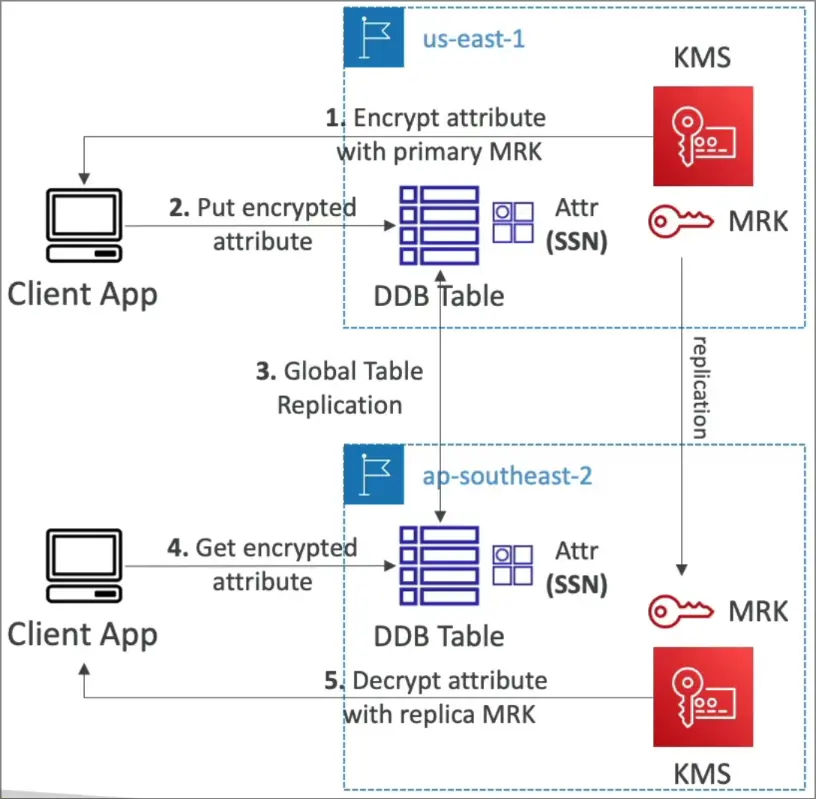 us-east-1
KMS
1. Encrypt attribute
with primary MRK
2. Put encrypted
attribute
Attr
(SSN)
MRK
Client App
DDB Table
3. Global Table
Replication
replication
ap-southeast-2
4. Get encrypted
attribute
Attr
(SSN)
MRK
Client App
DDB Table
5. Decrypt attribute
with replica MRK
KMS